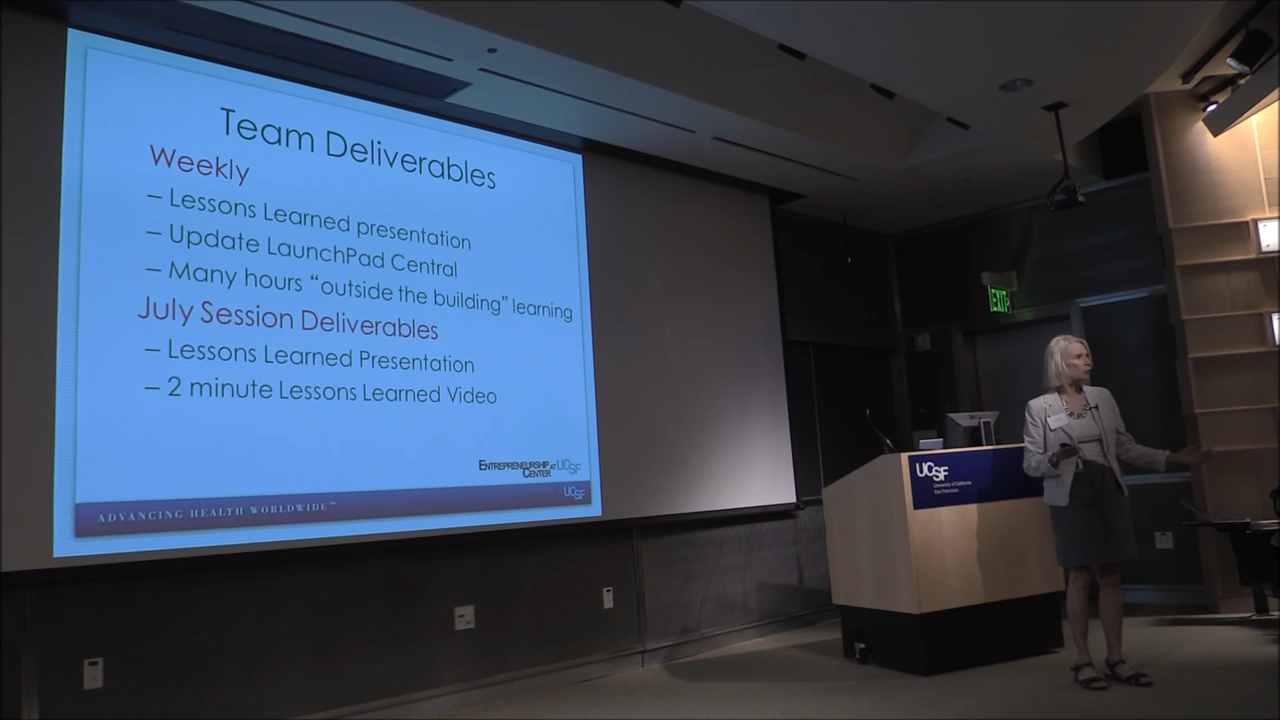 Team Deliverables
Weekly
– Lessons Learned presentation
– Update LaunchPad Central
– Many hours “outside the building” learning
July Session Deliverables
– Lessons Learned Presentation
– 2 minute Lessons Learned Video
ENTREPRENEURSHIP AT UCSF
CENTER
UCSF
ADVANCING HEALTH WORLDWIDE™
EXIT
UCSF
University of California
San Francisco